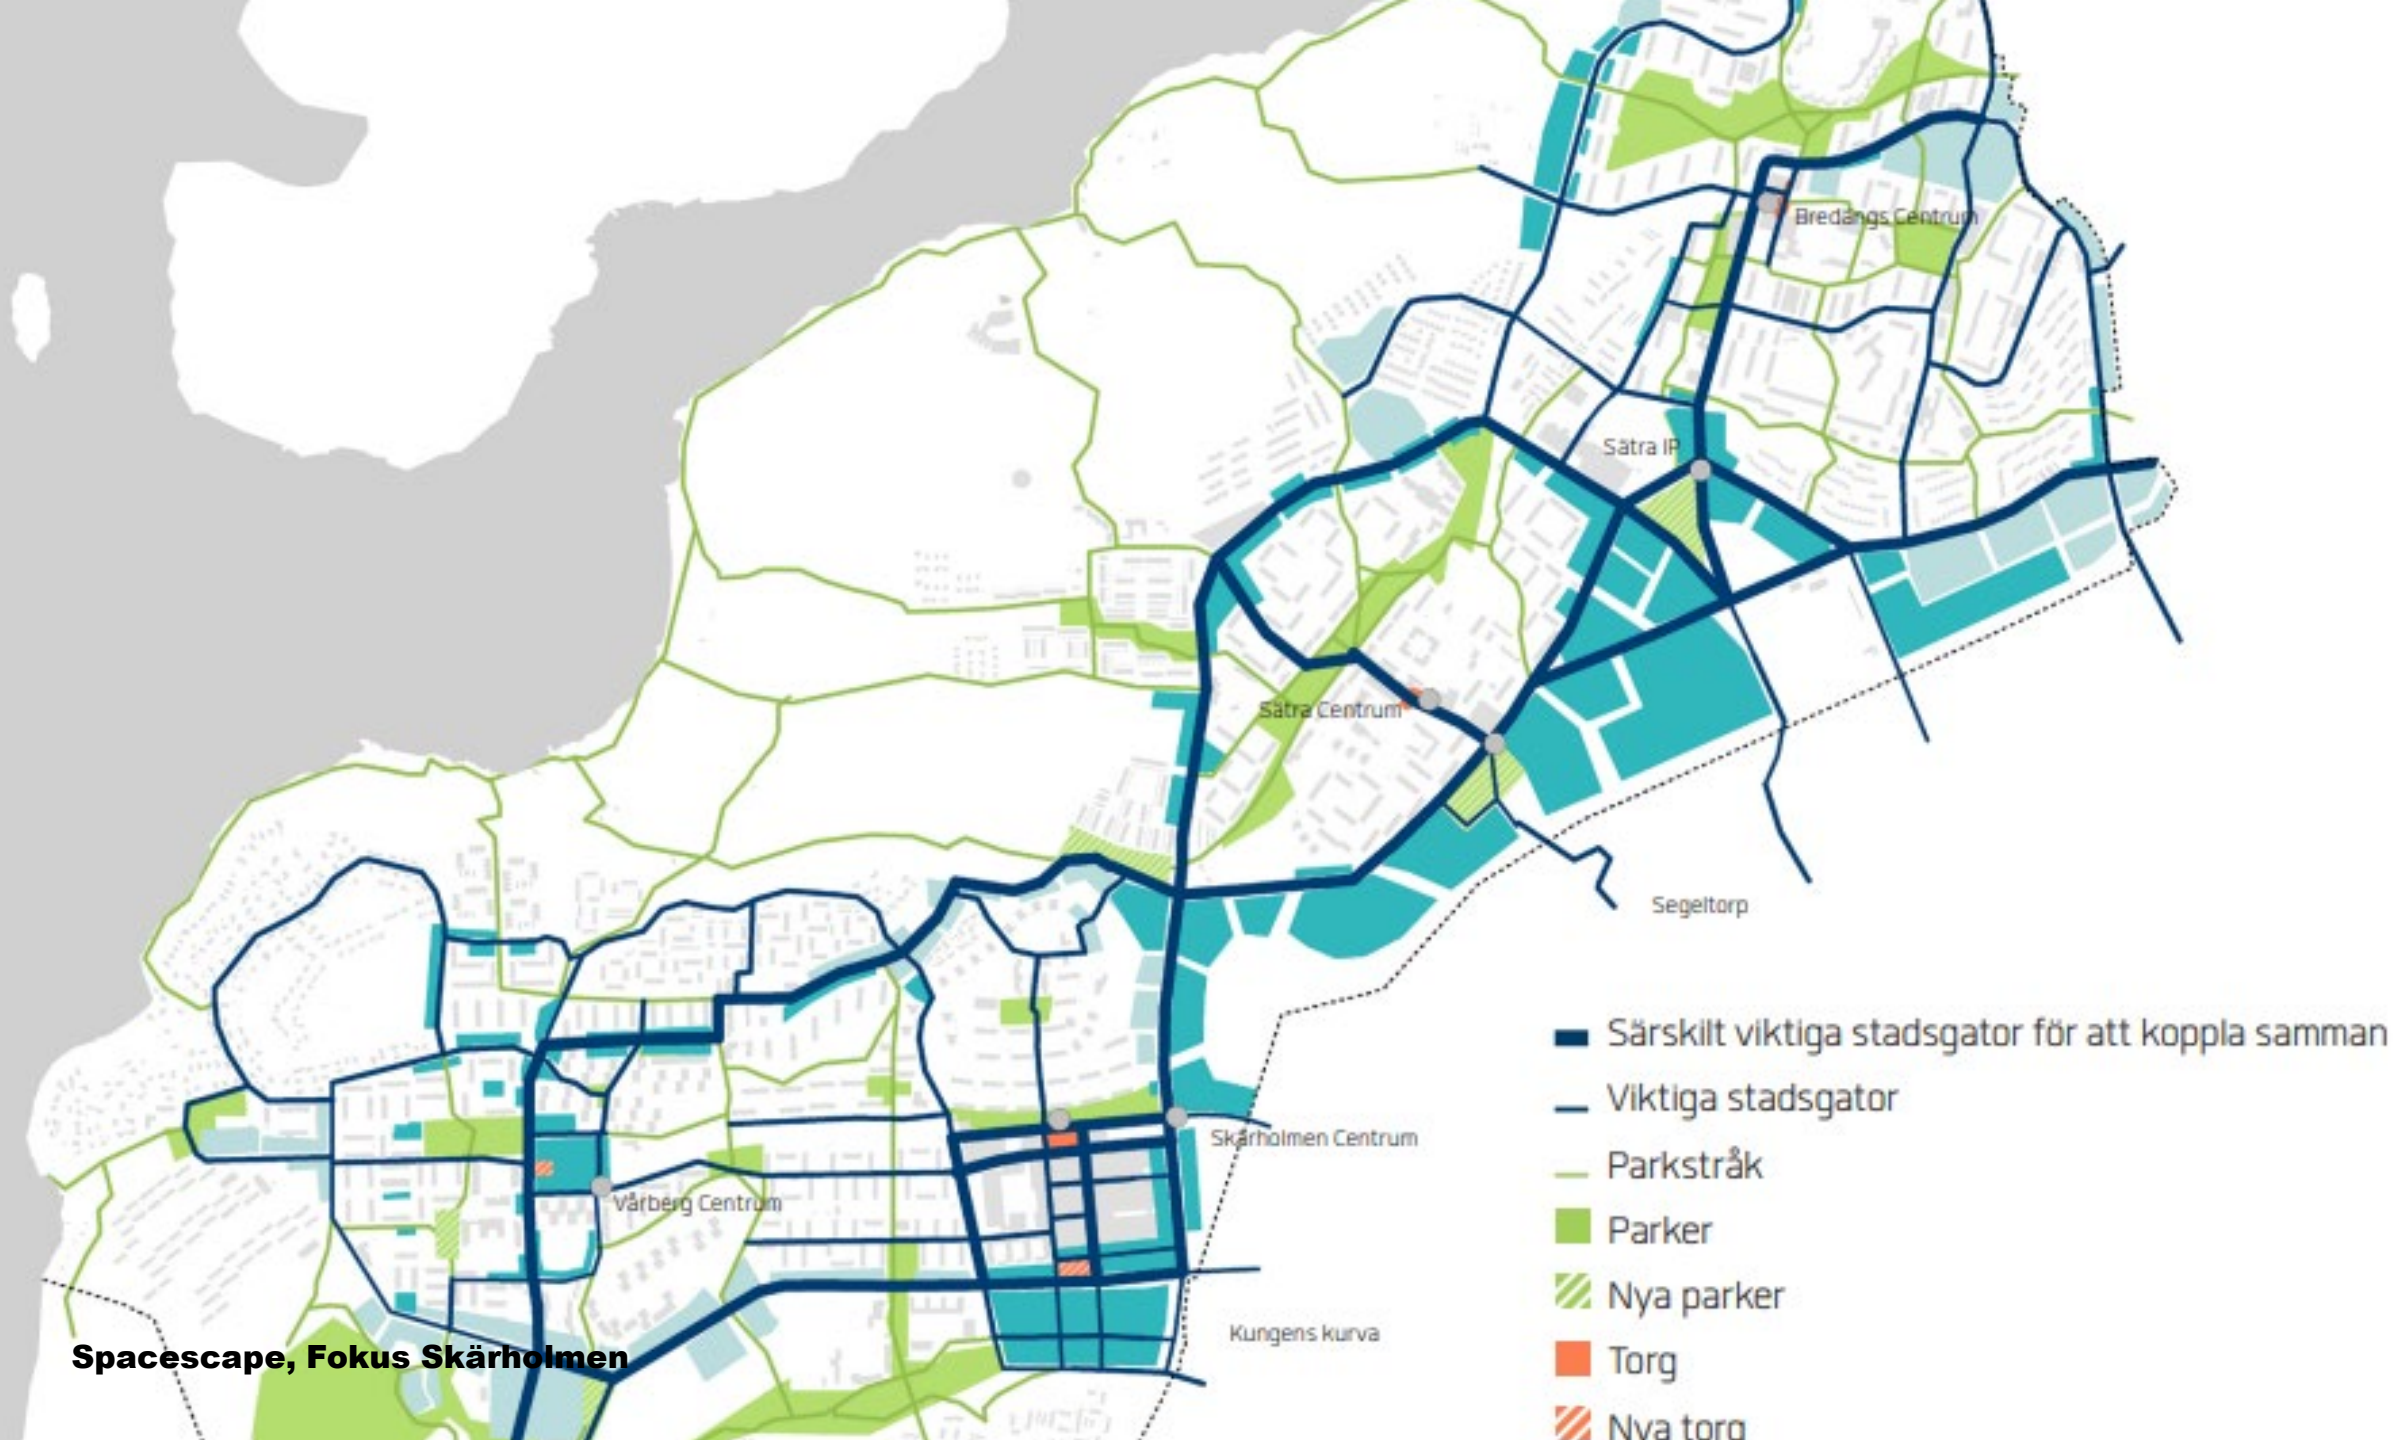 Bredängs Centrum
Sätra IP
Sätra Centrum
Segeltorp
Särskilt viktiga stadsgator för att koppla samman
Viktiga stadsgator
Skärholmen Centrum
Parkstråk
Vårberg Centrum
Parker
Nya parker
Kungens kurva
Spacescape, Fokus Skärholmen
Torg
Nya torg